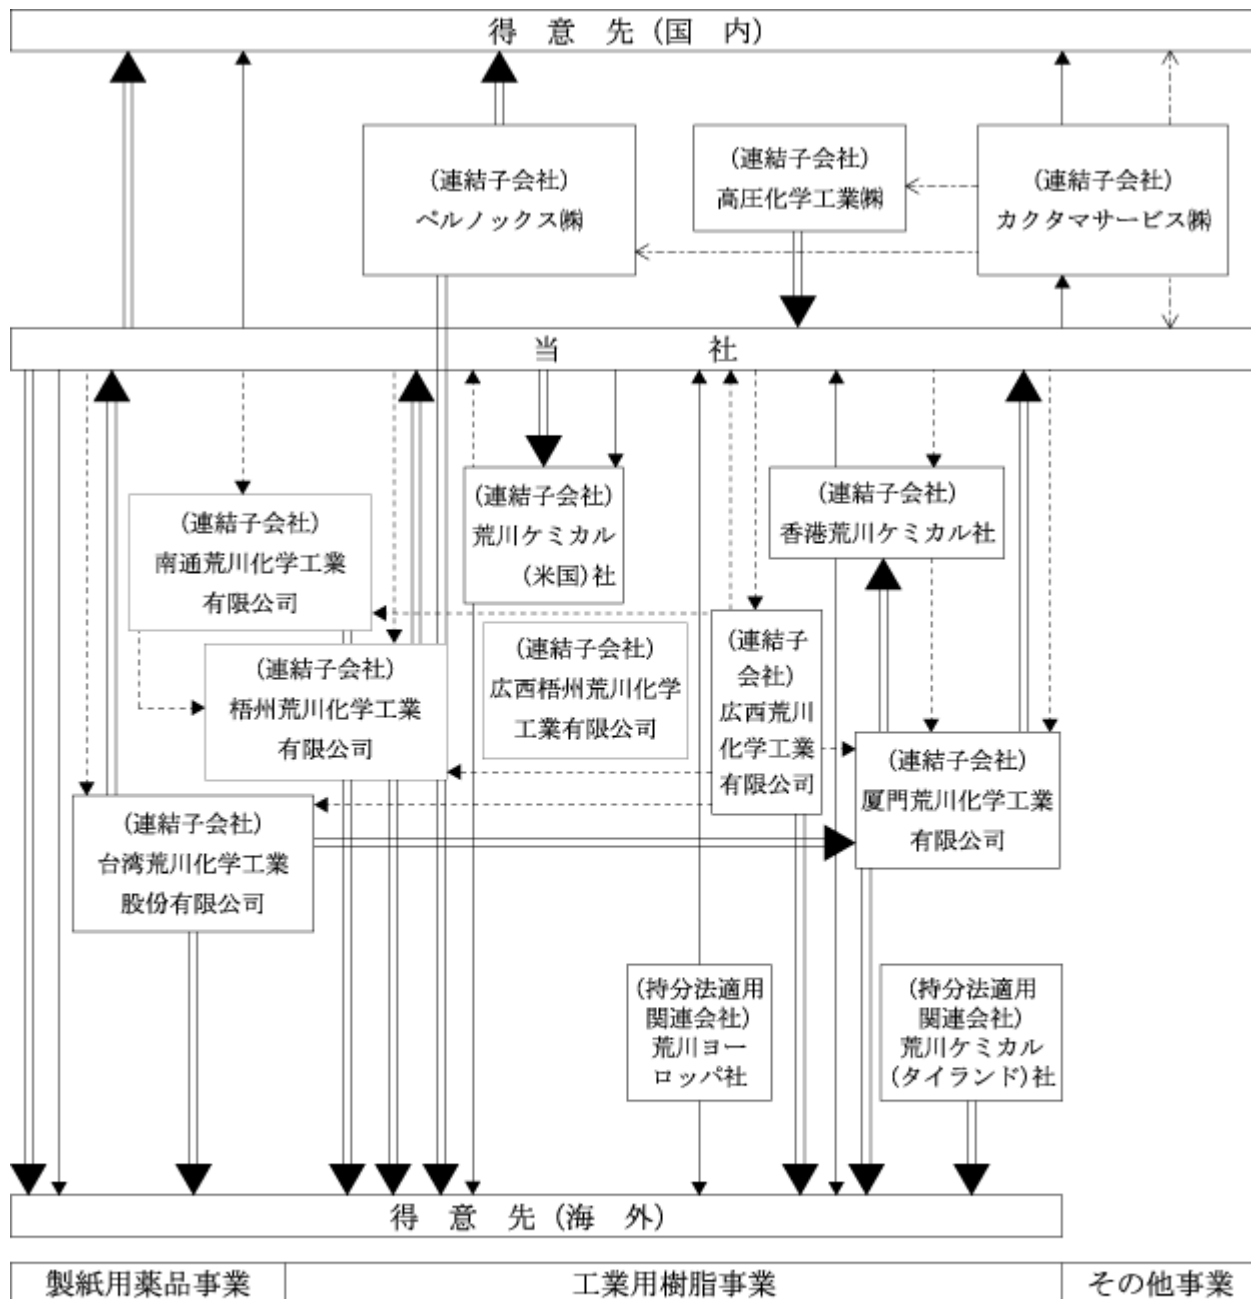 得 意 先 (国 内)
(連結子会社)
ペルノックス㈱
(連結子会社)
高圧化学工業㈱
(連結子会社)
カクタマサービス㈱
当 社
(連結子会社)
南通荒川化学工業
有限公司
(連結子会社)
荒川ケミカル
(米国)社
(連結子会社)
香港荒川ケミカル社
(連結子会社)
梧州荒川化学工業
有限公司
(連結子会社)
広西梧州荒川化学
工業有限公司
(連結子
会社)
広西荒川
化学工業
有限公司
(連結子会社)
厦門荒川化学工業
有限公司
(連結子会社)
台湾荒川化学工業
股份有限公司
(持分法適用
関連会社)
荒川ヨー
ロッパ社
(持分法適用
関連会社)
荒川ケミカル
(タイランド)社
得 意 先 (海 外)
製紙用薬品事業
工業用樹脂事業
その他事業